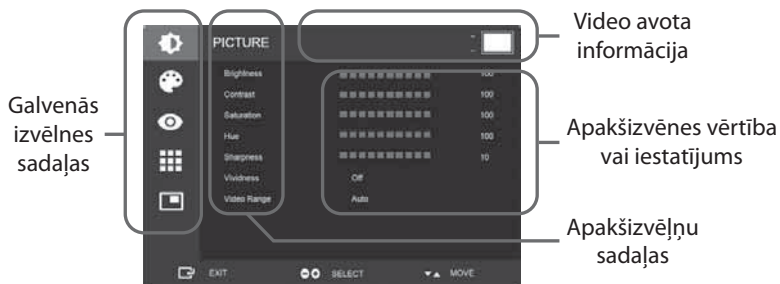 Video avota
informācija
Galvenās
izvēlnes
sadaļas
PICTURE
Brightness 100
Contrast 100
Saturation 100
Hue 100
Sharpness 10
Vividness Off
Video Range Auto
EXIT SELECT MOVE
Apakšizvēnes vērtība
vai iestatījums
Apakšizvēļņu
sadaļas